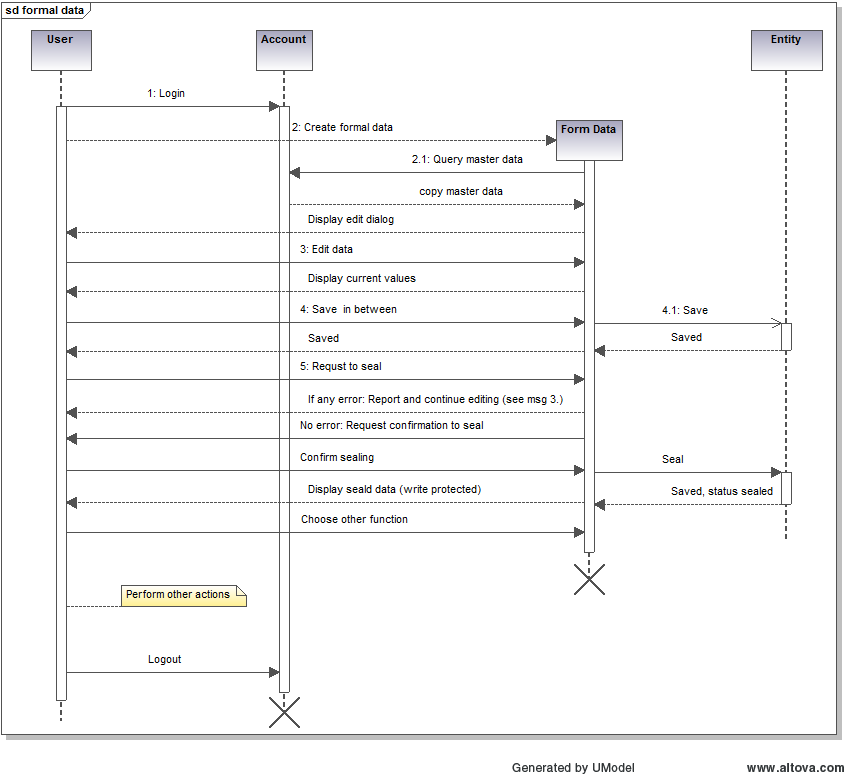 sd formal data
User
Account
Entity
1: Login
2: Create formal data
Form Data
2.1: Query master data
copy master data
Display edit dialog
3: Edit data
Display current values
4: Save  in between
4.1: Save
Saved
Saved
5: Requst to seal
If any error: Report and continue editing (see msg 3.)
No error: Request confirmation to seal
Confirm sealing
Seal
Display seald data (write protected)
Saved, status sealed
Choose other function
Perform other actions
Logout
Generated by UModel
www.altova.com